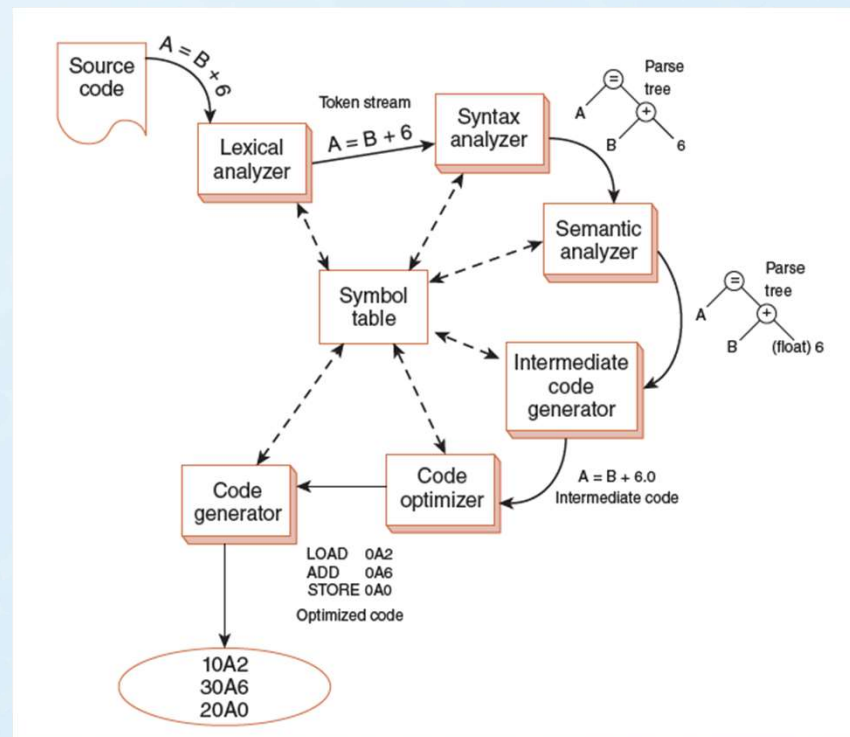 Source
code
A = B + 6
Lexical
analyzer
Token stream
A = B + 6
Syntax
analyzer
Parse
tree
=
A
+
B
6
Semantic
analyzer
Parse
tree
=
A
+
B
(float) 6
Symbol
table
Intermediate
code
generator
A = B + 6.0
Intermediate code
Code
optimizer
LOAD 0A2
ADD 0A6
STORE 0A0
Optimized code
Code
generator
10A2
30A6
20A0